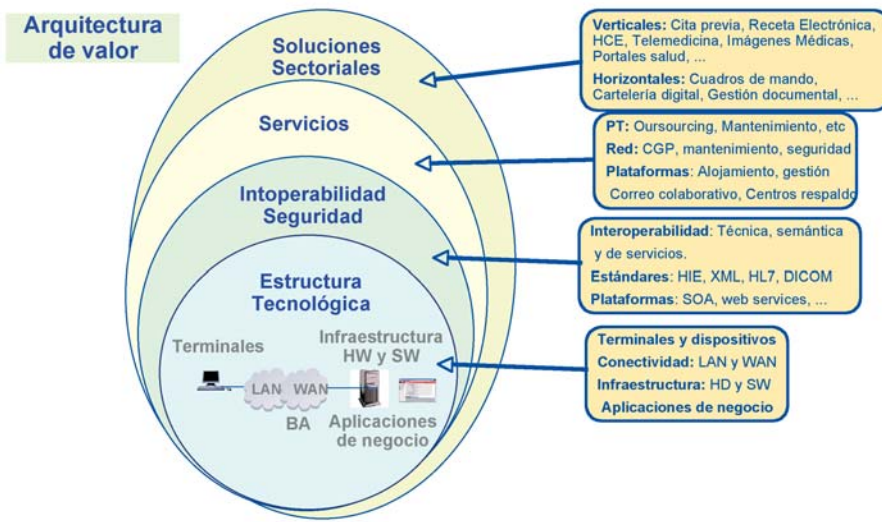 Arquitectura
de valor
Soluciones
Sectoriales
Servicios
Intoperabilidad
Seguridad
Estructura
Tecnológica
Terminales
Infraestructura
HW y SW
LAN
WAN
BA
Aplicaciones
de negocio
Verticales: Cita previa, Receta Electrónica,
HCE, Telemedicina, Imágenes Médicas,
Portales salud, ...
Horizontales: Cuadros de mando,
Cartelería digital, Gestión documental, ...
PT: Oursourcing, Mantenimiento, etc
Red: CGP, mantenimiento, seguridad
Plataformas: Alojamiento, gestión
Correo colaborativo, Centros respaldo
Interoperabilidad: Técnica, semántica
y de servicios.
Estándares: HIE, XML, HL7, DICOM
Plataformas: SOA, web services, ...
Terminales y dispositivos
Conectividad: LAN y WAN
Infraestructura: HD y SW
Aplicaciones de negocio